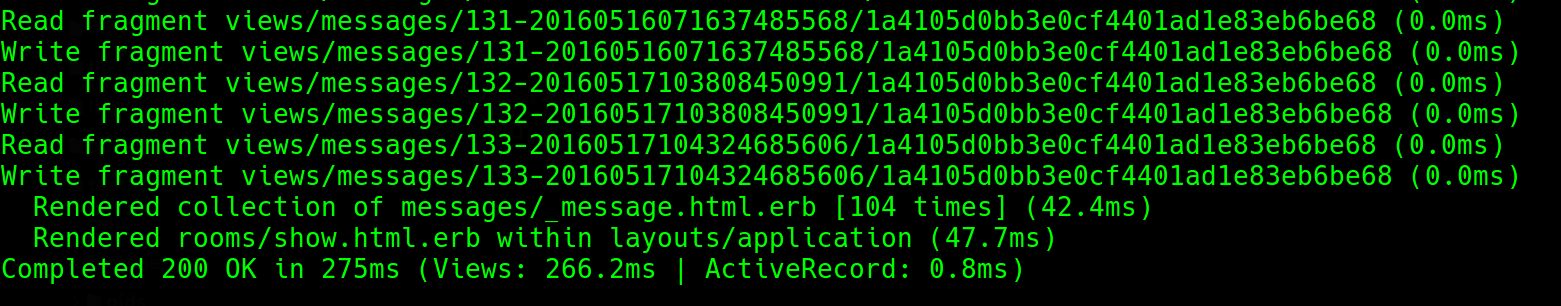 Read fragment views/messages/131-20160516071637485568/1a4105d0bb3e0cf4401ad1e83eb6be68 (0.0ms)
Write fragment views/messages/131-20160516071637485568/1a4105d0bb3e0cf4401ad1e83eb6be68 (0.0ms)
Read fragment views/messages/132-20160517103808450991/1a4105d0bb3e0cf4401ad1e83eb6be68 (0.0ms)
Write fragment views/messages/132-20160517103808450991/1a4105d0bb3e0cf4401ad1e83eb6be68 (0.0ms)
Read fragment views/messages/133-20160517104324685606/1a4105d0bb3e0cf4401ad1e83eb6be68 (0.0ms)
Write fragment views/messages/133-20160517104324685606/1a4105d0bb3e0cf4401ad1e83eb6be68 (0.0ms)
  Rendered collection of messages/_message.html.erb [104 times] (42.4ms)
  Rendered rooms/show.html.erb within layouts/application (47.7ms)
Completed 200 OK in 275ms (Views: 266.2ms | ActiveRecord: 0.8ms)